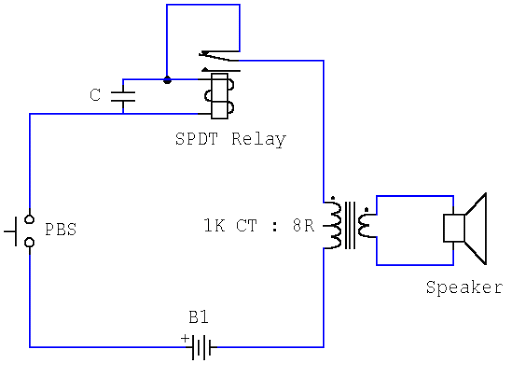 C
SPDT Relay
PBS
1K CT : 8R
Speaker
B1
+